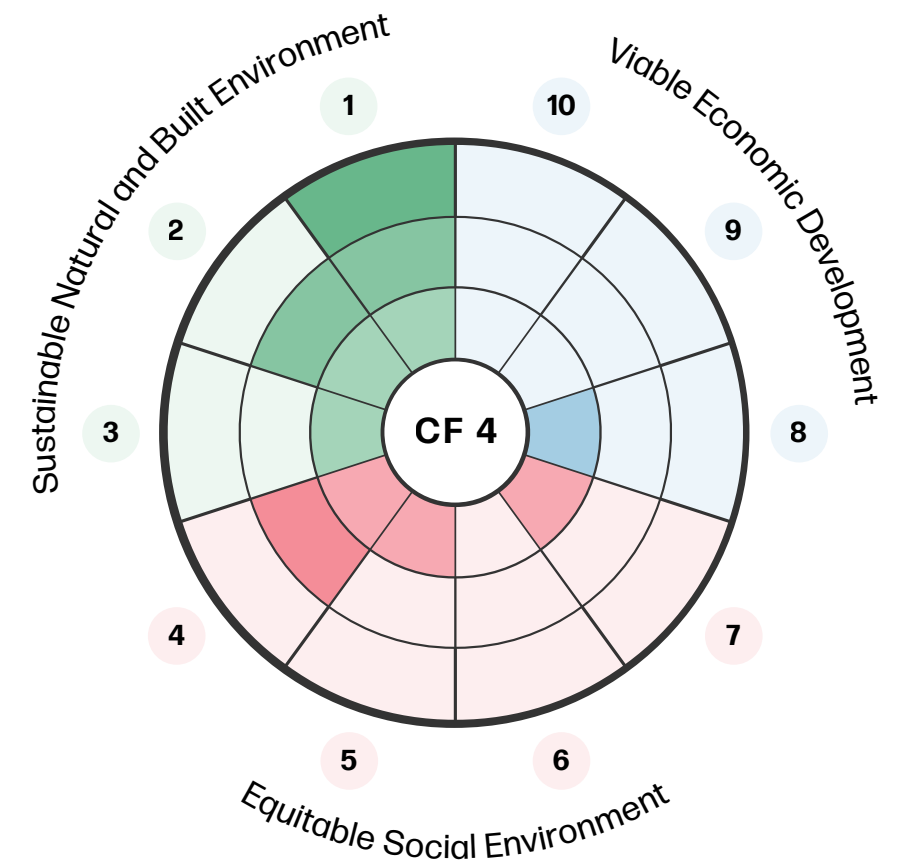 Sustainable Natural and Built Environment
Viable Economic Development
1
10
2
9
3
CF 4
8
4
7
5
6
Equitable Social Environment